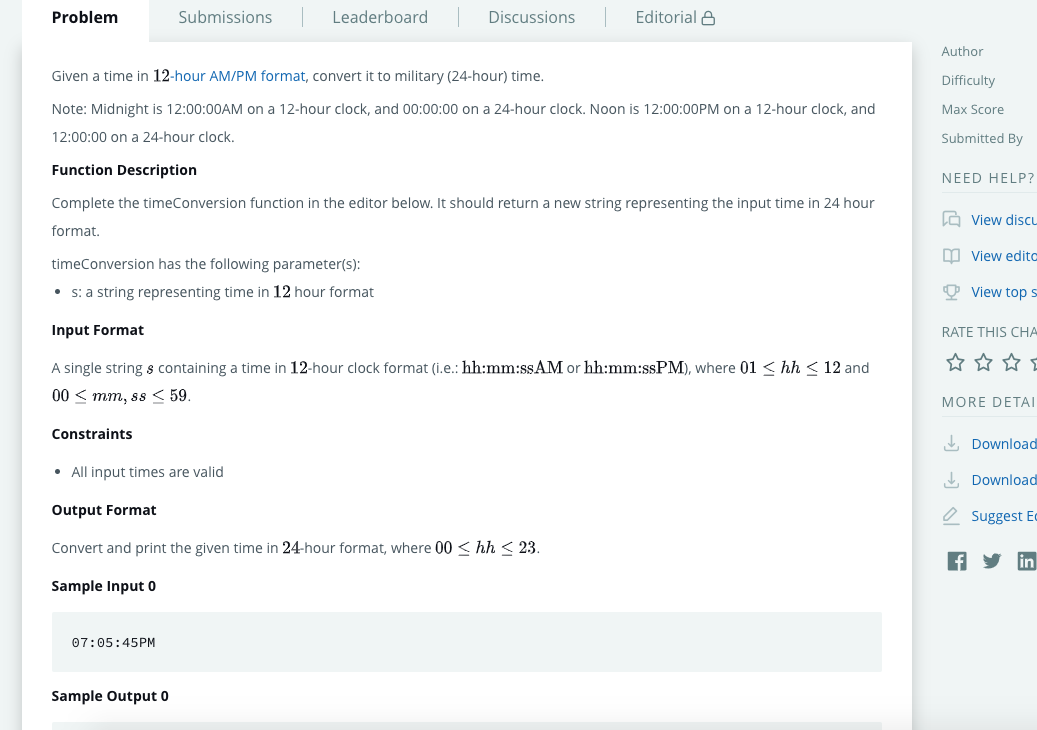 Problem
Submissions
Leaderboard
Discussions
Editorial
Given a time in 12-hour AM/PM format, convert it to military (24-hour) time.
Note: Midnight is 12:00:00AM on a 12-hour clock, and 00:00:00 on a 24-hour clock. Noon is 12:00:00PM on a 12-hour clock, and
12:00:00 on a 24-hour clock.
Function Description
Complete the timeConversion function in the editor below. It should return a new string representing the input time in 24 hour
format.
timeConversion has the following parameter(s):
• s: a string representing time in 12 hour format
Input Format
A single string s containing a time in 12-hour clock format (i.e.: hh:mm:ssAM or hh:mm:ssPM), where 01 ≤ hh ≤ 12 and
00 ≤ mm, ss ≤ 59.
Constraints
• All input times are valid
Output Format
Convert and print the given time in 24-hour format, where 00 ≤ hh ≤ 23.
Sample Input 0
07:05:45PM
Sample Output 0
Author
Difficulty
Max Score
Submitted By
NEED HELP?
View discu
View edito
View top s
RATE THIS CHA
MORE DETAI
Download
Download
Suggest Ed